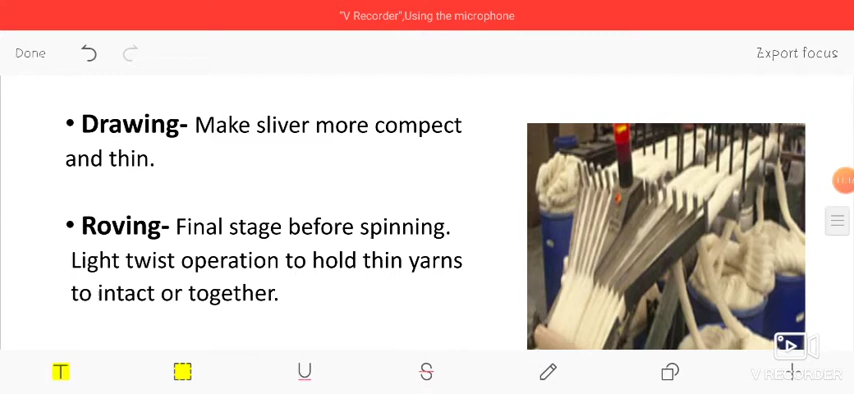 "V Recorder",Using the microphone
Done
Export focus
• Drawing- Make sliver more compect
and thin.
• Roving- Final stage before spinning.
Light twist operation to hold thin yarns
to intact or together.
T
U
S
V RECORDER